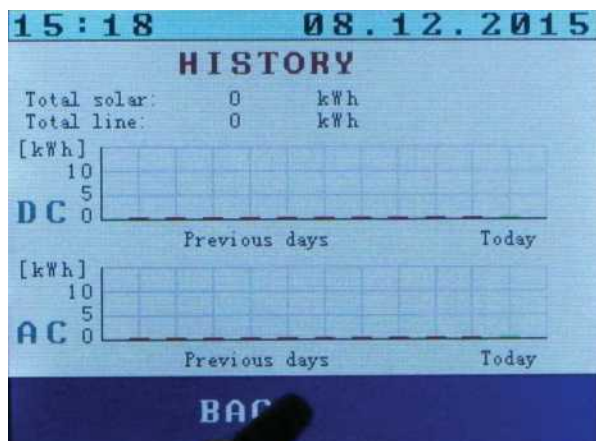 15:18 08.12.2015
HISTORY
Total solar: 0 kWh
Total line: 0 kWh
[kWh]
10
5
DC 0
Previous days Today
[kWh]
10
5
AC 0
Previous days Today